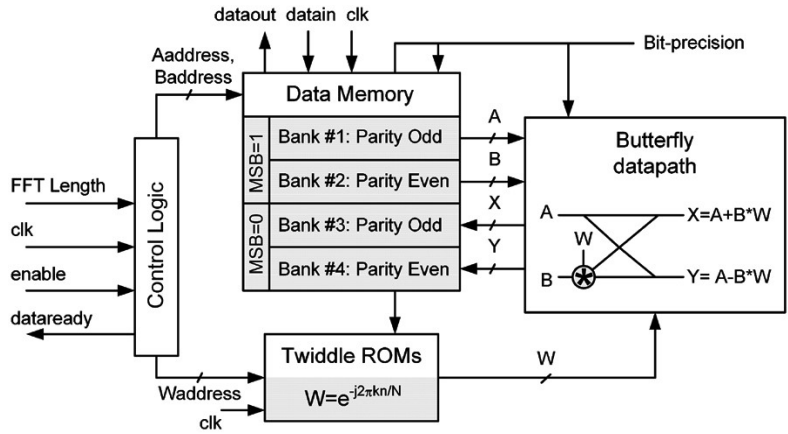 dataout datain clk
Bit-precision
Aaddress,
Baddress
Data Memory
MSB=1
Bank #1: Parity Odd
Bank #2: Parity Even
MSB=0
Bank #3: Parity Odd
Bank #4: Parity Even
A
B
X
Y
Butterfly
datapath
A
X=A+B*W
W
B
*
Y= A-B*W
FFT Length
clk
enable
dataready
Control Logic
Waddress
clk
Twiddle ROMs
W=e-j2πkn/N
W